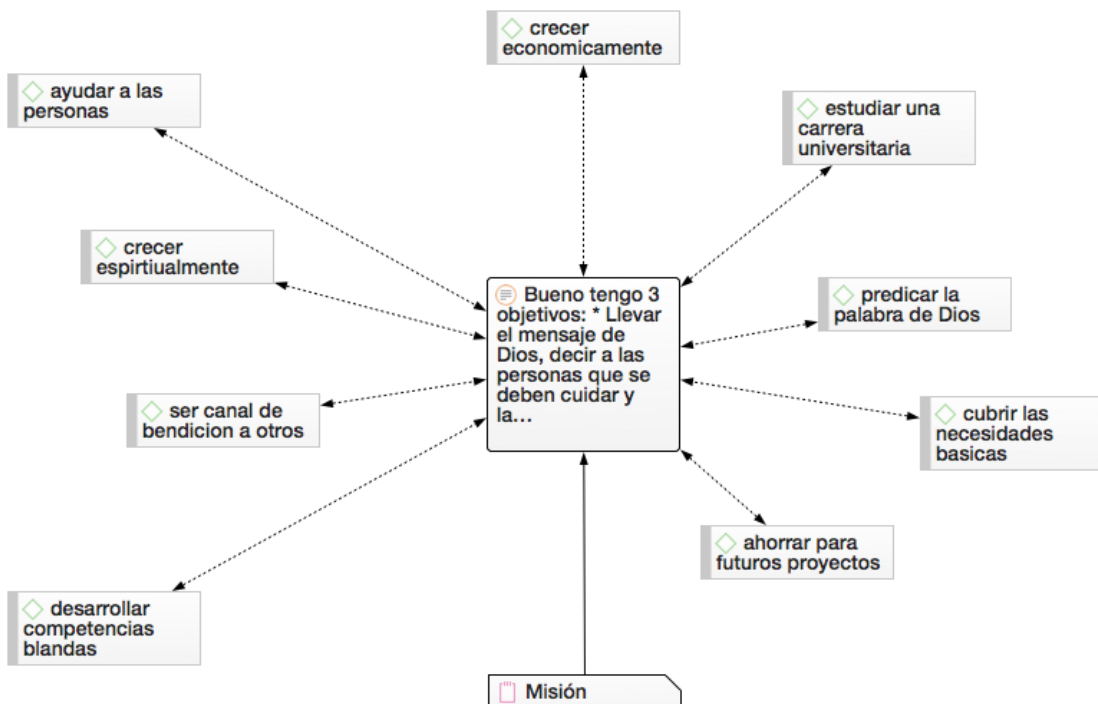 crecer
economicamente
ayudar a las
personas
estudiar una
carrera
universitaria
crecer
espirtiualmente
Bueno tengo 3
objetivos: * Llevar
el mensaje de
Dios, decir a las
personas que se
deben cuidar y
la...
predicar la
palabra de Dios
ser canal de
bendicion a otros
cubrir las
necesidades
basicas
ahorrar para
futuros proyectos
desarrollar
competencias
blandas
Misión